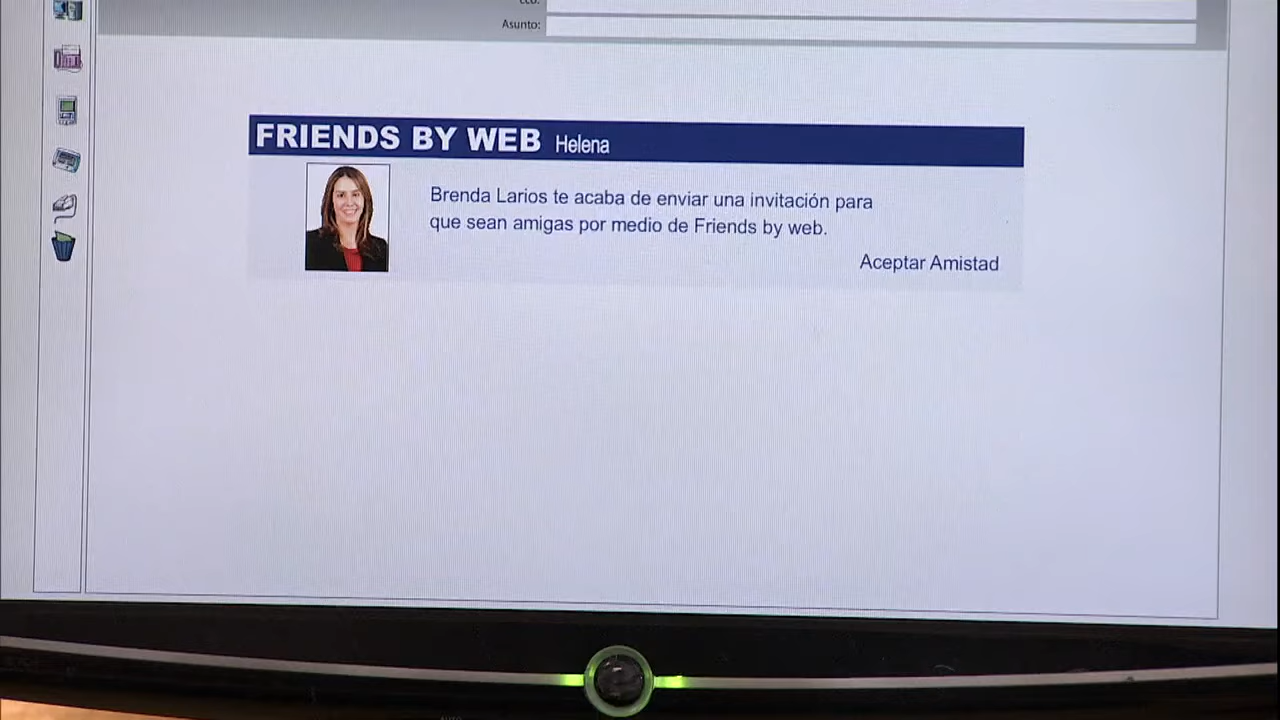 Cco:
Asunto:
FRIENDS BY WEB Helena
Brenda Larios te acaba de enviar una invitación para
que sean amigas por medio de Friends by web.
Aceptar Amistad